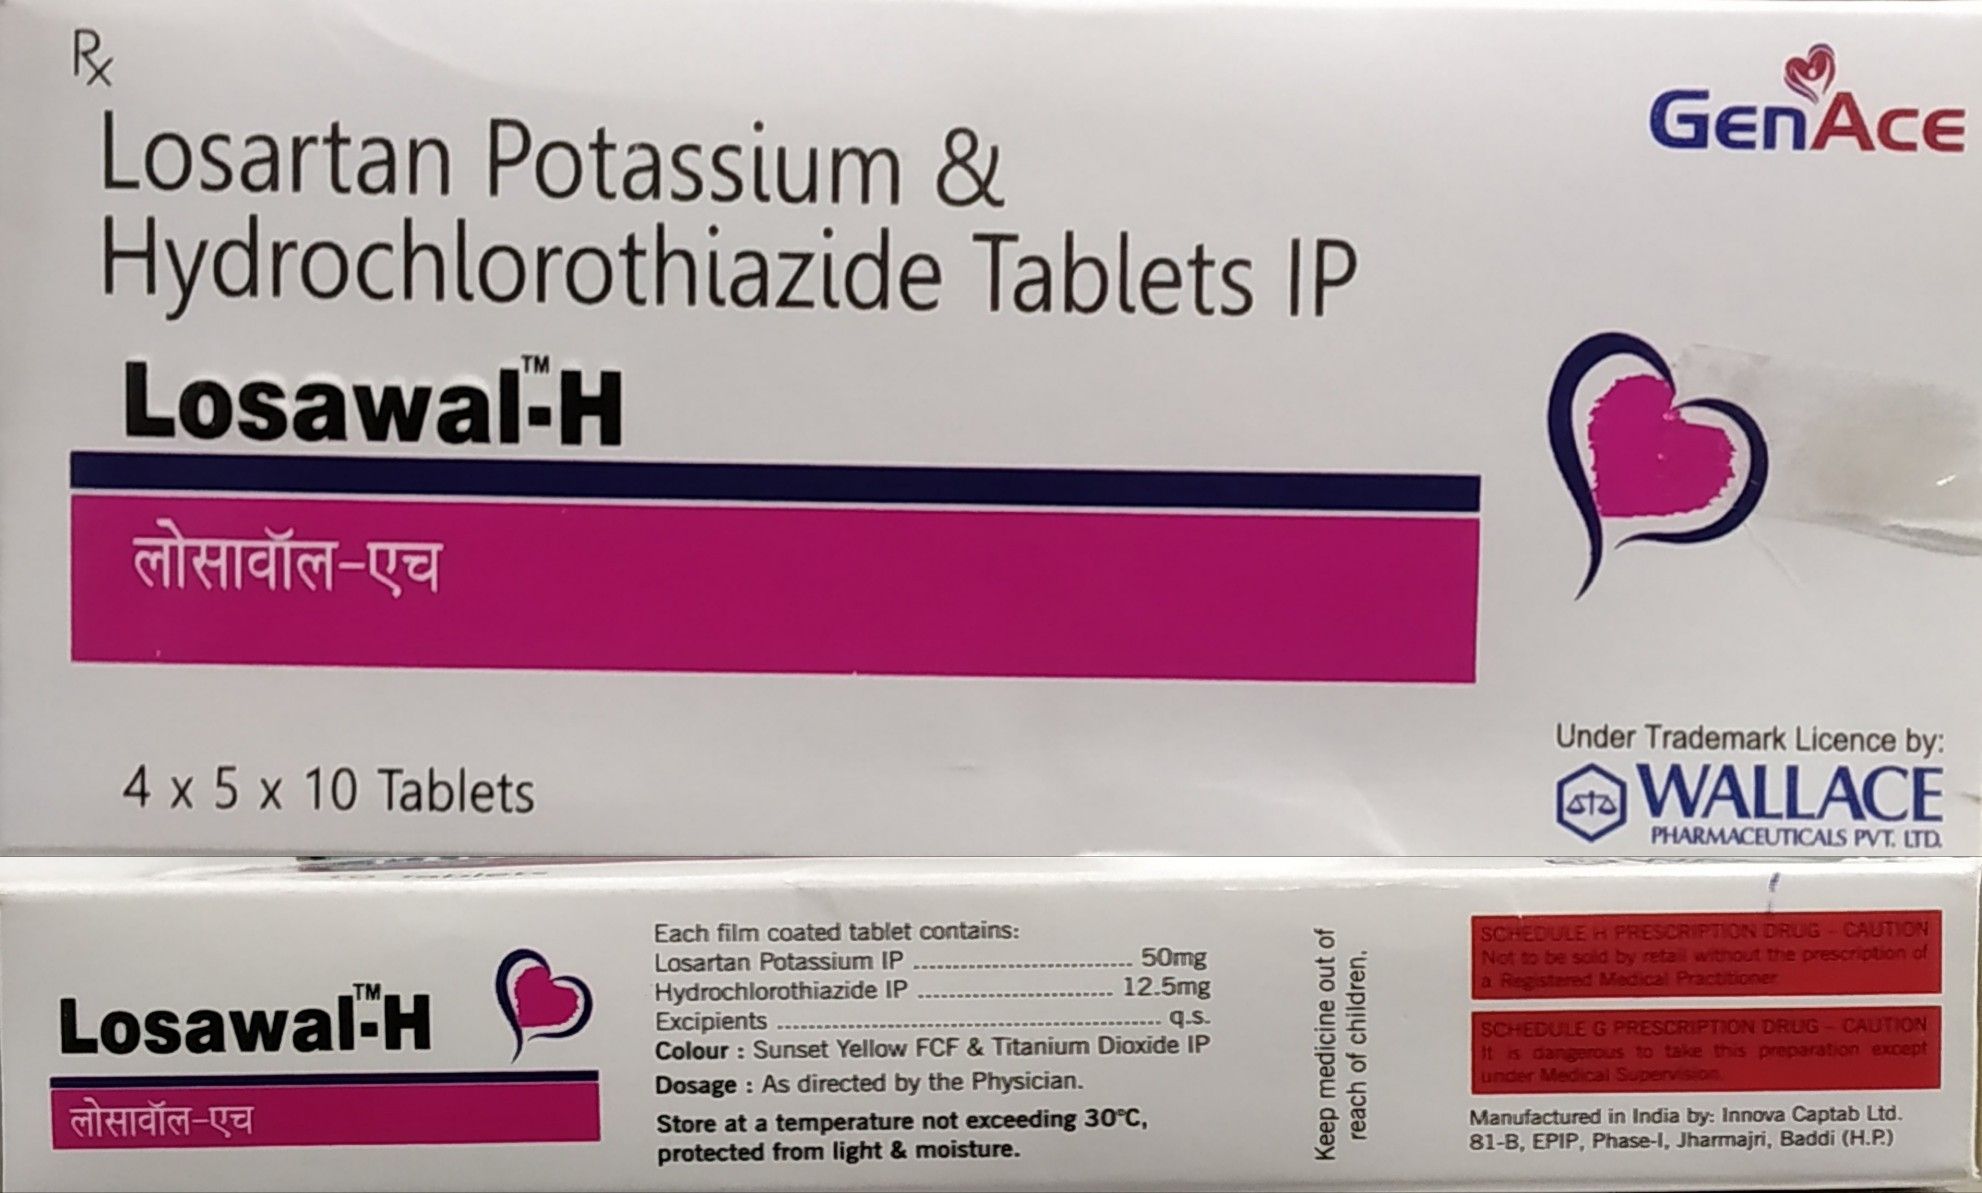 Rx
GenAce
Losartan Potassium &
Hydrochlorothiazide Tablets IP
Losawal™-H
लोसावॉल-एच
4 x 5 x 10 Tablets
Under Trademark Licence by:
WALLACE
PHARMACEUTICALS PVT. LTD.
Losawal™-H
लोसावॉल-एच
Each film coated tablet contains:
Losartan Potassium IP ............................. 50mg
Hydrochlorothiazide IP .......................... 12.5mg
Excipients ................................................... q.s.
Colour : Sunset Yellow FCF & Titanium Dioxide IP
Dosage : As directed by the Physician.
Store at a temperature not exceeding 30°C,
protected from light & moisture.
Keep medicine out of
reach of children.
SCHEDULE H PRESCRIPTION DRUG - CAUTION
Not to be sold by retail without the prescription of
a Registered Medical Practitioner
SCHEDULE G PRESCRIPTION DRUG - CAUTION
It is dangerous to take this preparation except
under Medical Supervision.
Manufactured in India by: Innova Captab Ltd.
81-B, EPIP, Phase-I, Jharmajri, Baddi (H.P.)